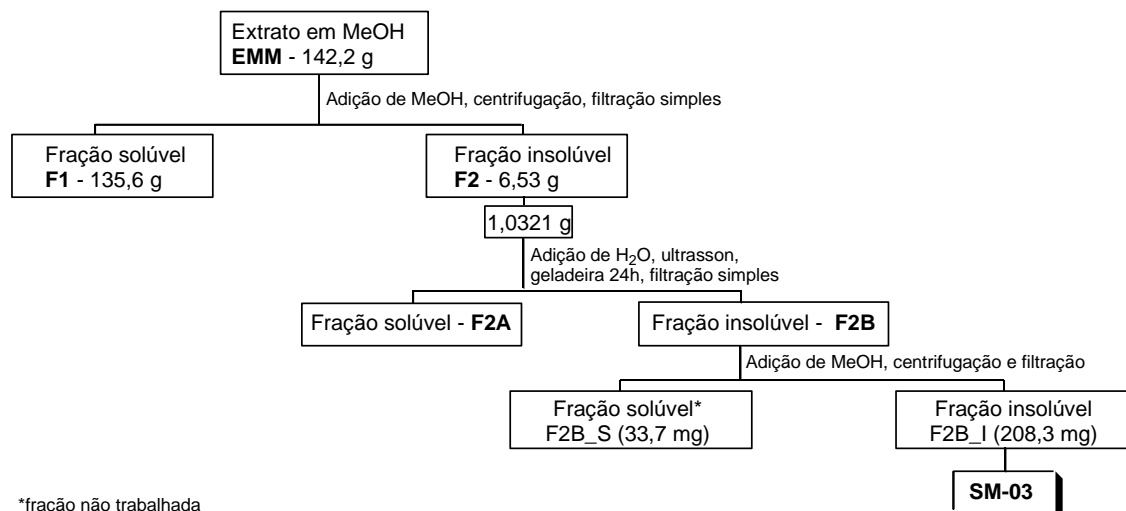 Extrato em MeOH
EMM - 142,2 g
Adição de MeOH, centrifugação, filtração simples
Fração solúvel
F1 - 135,6 g
Fração insolúvel
F2 - 6,53 g
1,0321 g
Adição de H₂O, ultrasson,
geladeira 24h, filtração simples
Fração solúvel - F2A
Fração insolúvel - F2B
Adição de MeOH, centrifugação e filtração
Fração solúvel*
F2B_S (33,7 mg)
Fração insolúvel
F2B_I (208,3 mg)
SM-03
*fração não trabalhada